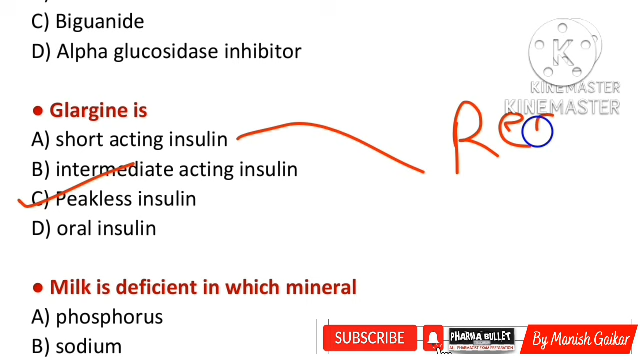 C) Biguanide
D) Alpha glucosidase inhibitor
KINEMASTER
KINEMASTER
● Glargine is
A) short acting insulin
B) intermediate acting insulin
C) Peakless insulin
D) oral insulin
● Milk is deficient in which mineral
A) phosphorus
B) sodium
SUBSCRIBE
PHARMA BULLET
By Manish Gaikar